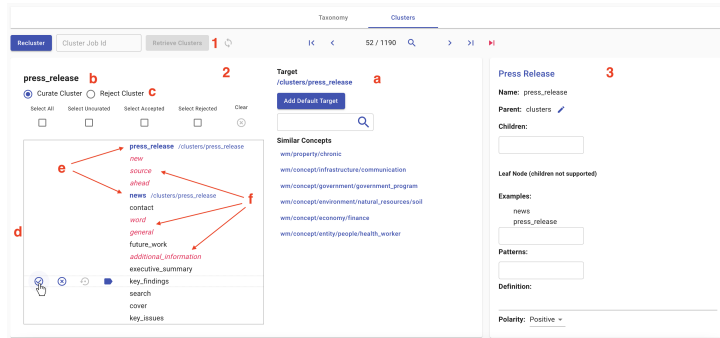 Taxonomy Clusters
Recluster Cluster Job Id Retrieve Clusters 1 52 / 1190
2
press_release b
Curate Cluster Reject Cluster c
Select All Select Uncurated Select Accepted Select Rejected Clear
d
e
f
press_release /clusters/press_release
new
source
ahead
news /clusters/press_release
contact
word
general
future_work
additional_information
executive_summary
key_findings
search
cover
key_issues
Target a
/clusters/press_release
Add Default Target
Similar Concepts
wm/property/chronic
wm/concept/infrastructure/communication
wm/concept/government/government_program
wm/concept/environment/natural_resources/soil
wm/concept/economy/finance
wm/concept/entity/people/health_worker
Press Release 3
Name: press_release
Parent: clusters
Children:
Leaf Node (children not supported)
Examples:
news
press_release
Patterns:
Definition:
Polarity: Positive